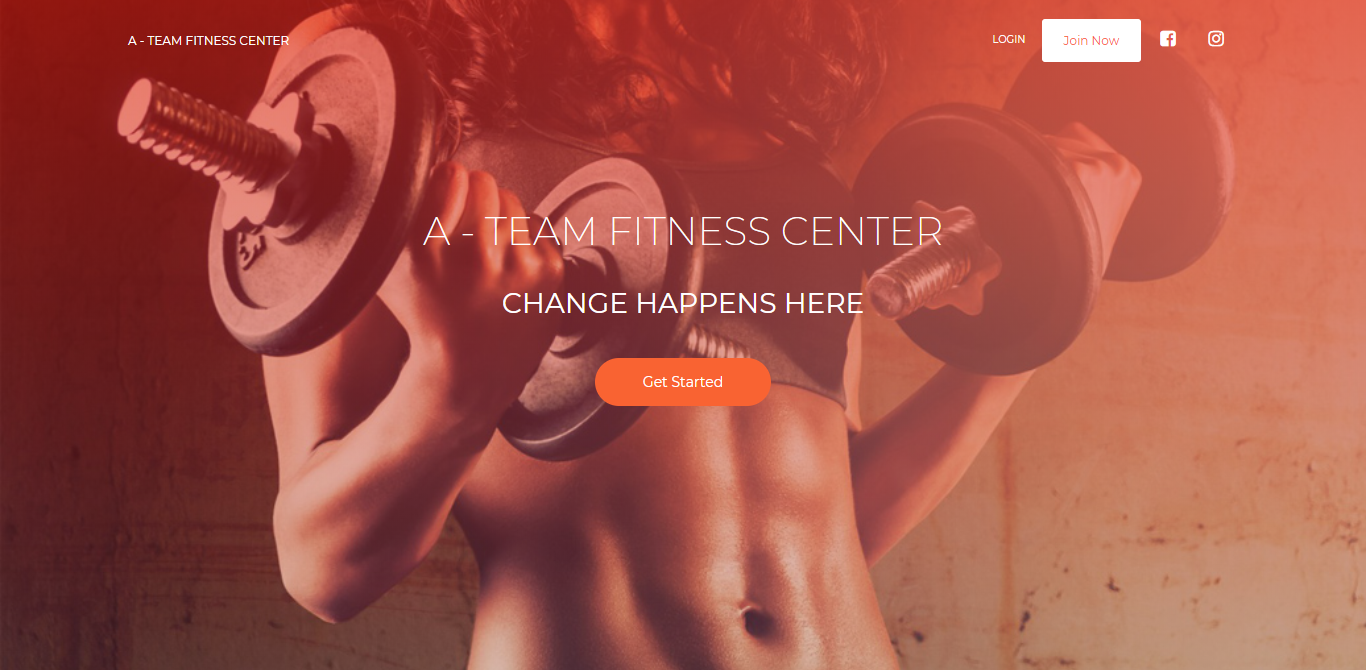 A - TEAM FITNESS CENTER
LOGIN
Join Now
A - TEAM FITNESS CENTER
CHANGE HAPPENS HERE
Get Started